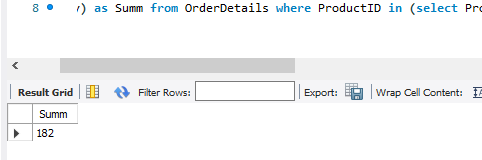 8 y) as Summ from OrderDetails where ProductID in (select Pro
Result Grid Filter Rows: Export: Wrap Cell Content:
Summ
182